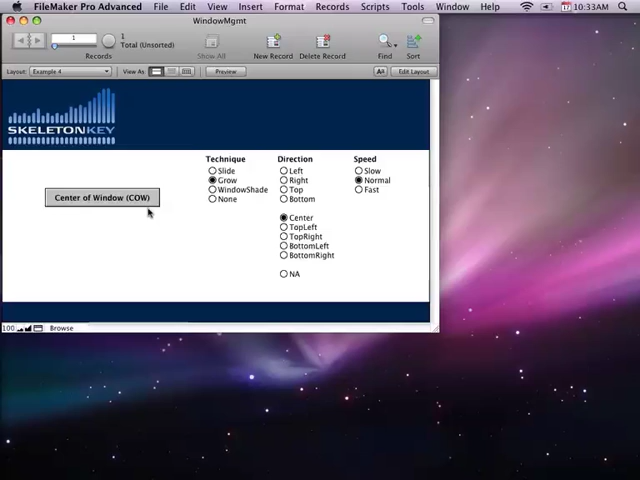 FileMaker Pro Advanced File Edit View Insert Format Records Scripts Tools Window Help 17 10:33AM
WindowMgmt
1
1
Total (Unsorted)
Records Show All New Record Delete Record Find Sort
Layout: Example 4 View As Preview Aa Edit Layout
SKELETONKEY
Technique Direction Speed
Slide Left Slow
Grow Right Normal
WindowShade Top Fast
None Bottom
Center of Window (COW)
Center
TopLeft
TopRight
BottomLeft
BottomRight
NA
100 Browse